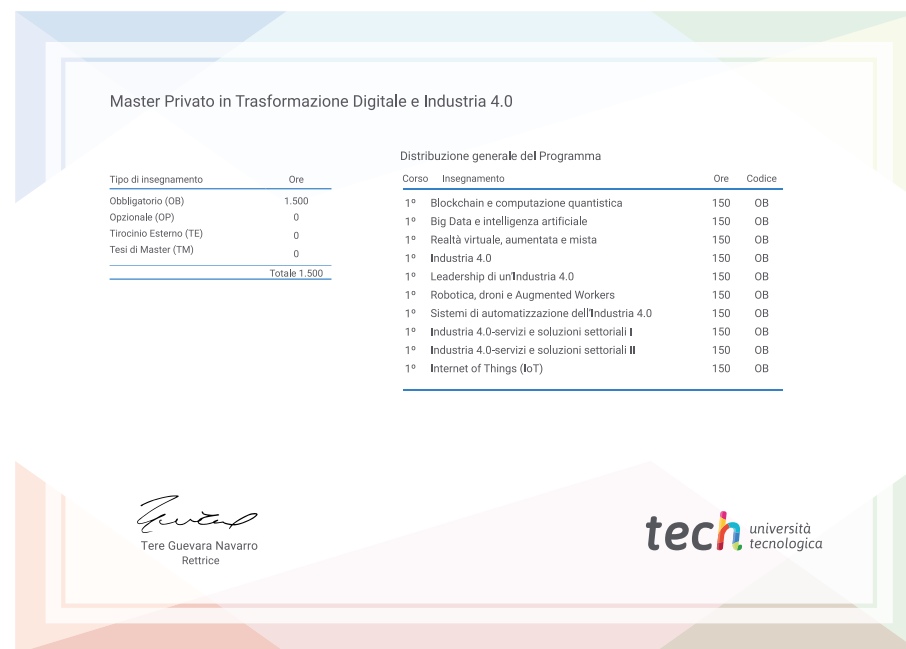 Master Privato in Trasformazione Digitale e Industria 4.0
Tipo di insegnamento Ore
Obbligatorio (OB) 1.500
Opzionale (OP) 0
Tirocinio Esterno (TE) 0
Tesi di Master (TM) 0
Totale 1.500
Distribuzione generale del Programma
Corso Insegnamento Ore Codice
1º Blockchain e computazione quantistica 150 OB
1º Big Data e intelligenza artificiale 150 OB
1º Realtà virtuale, aumentata e mista 150 OB
1º Industria 4.0 150 OB
1º Leadership di un'Industria 4.0 150 OB
1º Robotica, droni e Augmented Workers 150 OB
1º Sistemi di automatizzazione dell'Industria 4.0 150 OB
1º Industria 4.0-servizi e soluzioni settoriali I 150 OB
1º Industria 4.0-servizi e soluzioni settoriali II 150 OB
1º Internet of Things (IoT) 150 OB
Tere Guevara Navarro
Rettrice
tech università
tecnologica